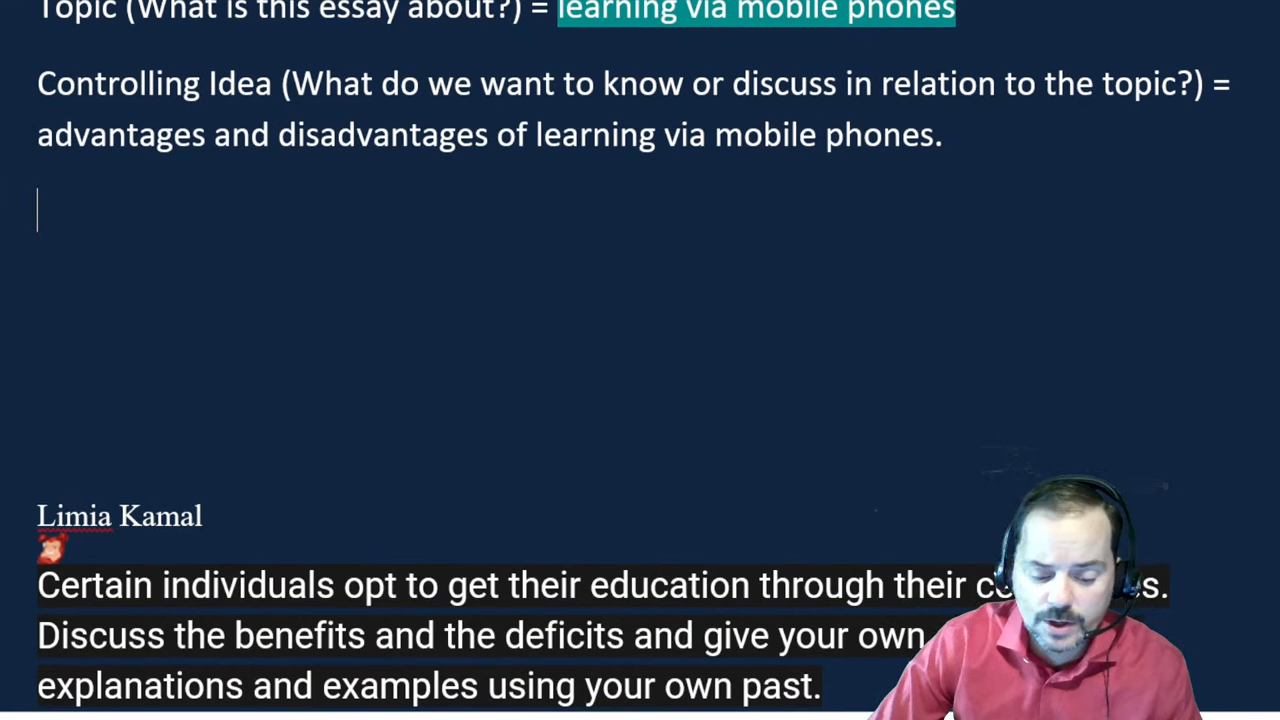 Topic (What is this essay about?) = learning via mobile phones
Controlling Idea (What do we want to know or discuss in relation to the topic?) =
advantages and disadvantages of learning via mobile phones.
Limia Kamal
Certain individuals opt to get their education through their
Discuss the benefits and the deficits and give your own
explanations and examples using your own past.